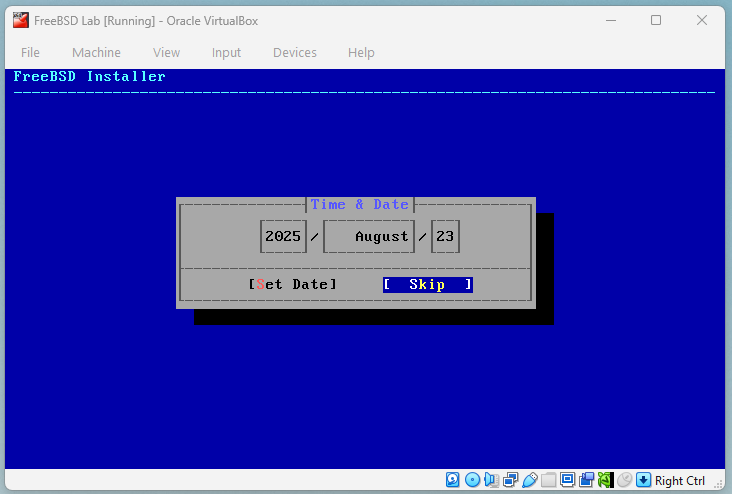 FreeBSD Lab [Running] - Oracle VirtualBox
File Machine View Input Devices Help
FreeBSD Installer
Time & Date
2025 / August / 23
[Set Date] [ Skip ]
Right Ctrl